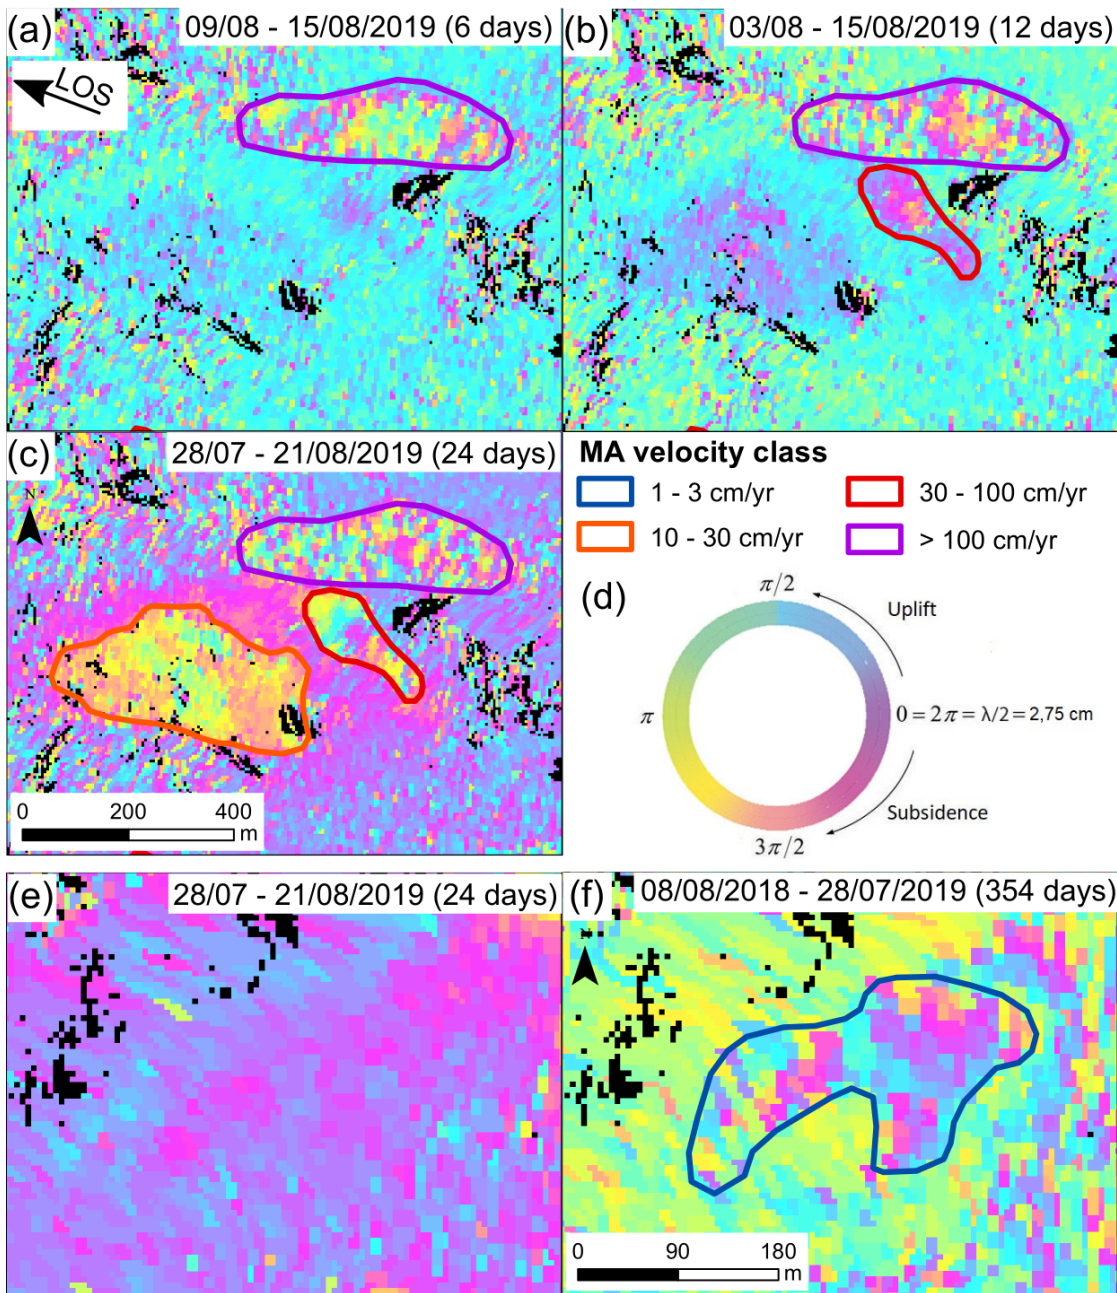 (a) 09/08 - 15/08/2019 (6 days)
LOS
(b) 03/08 - 15/08/2019 (12 days)
(c) 28/07 - 21/08/2019 (24 days)
N
0 200 400
m
MA velocity class
1 - 3 cm/yr
30 - 100 cm/yr
10 - 30 cm/yr
> 100 cm/yr
(d)
π/2
Uplift
π
0 = 2π = λ/2 = 2,75 cm
Subsidence
3π/2
(e) 28/07 - 21/08/2019 (24 days)
(f) 08/08/2018 - 28/07/2019 (354 days)
0 90 180
m